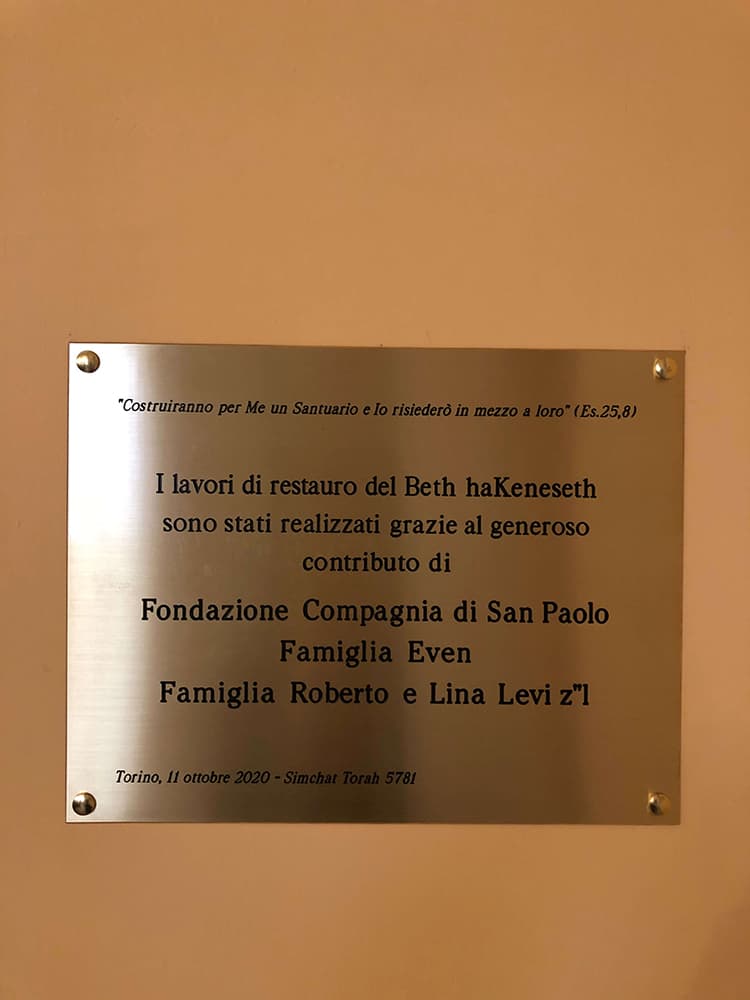 "Costruiranno per Me un Santuario e Io risiederò in mezzo a loro" (Es.25,8)
I lavori di restauro del Beth haKeneseth
sono stati realizzati grazie al generoso
contributo di
Fondazione Compagnia di San Paolo
Famiglia Even
Famiglia Roberto e Lina Levi z"l
Torino, 11 ottobre 2020 - Simchat Torah 5781